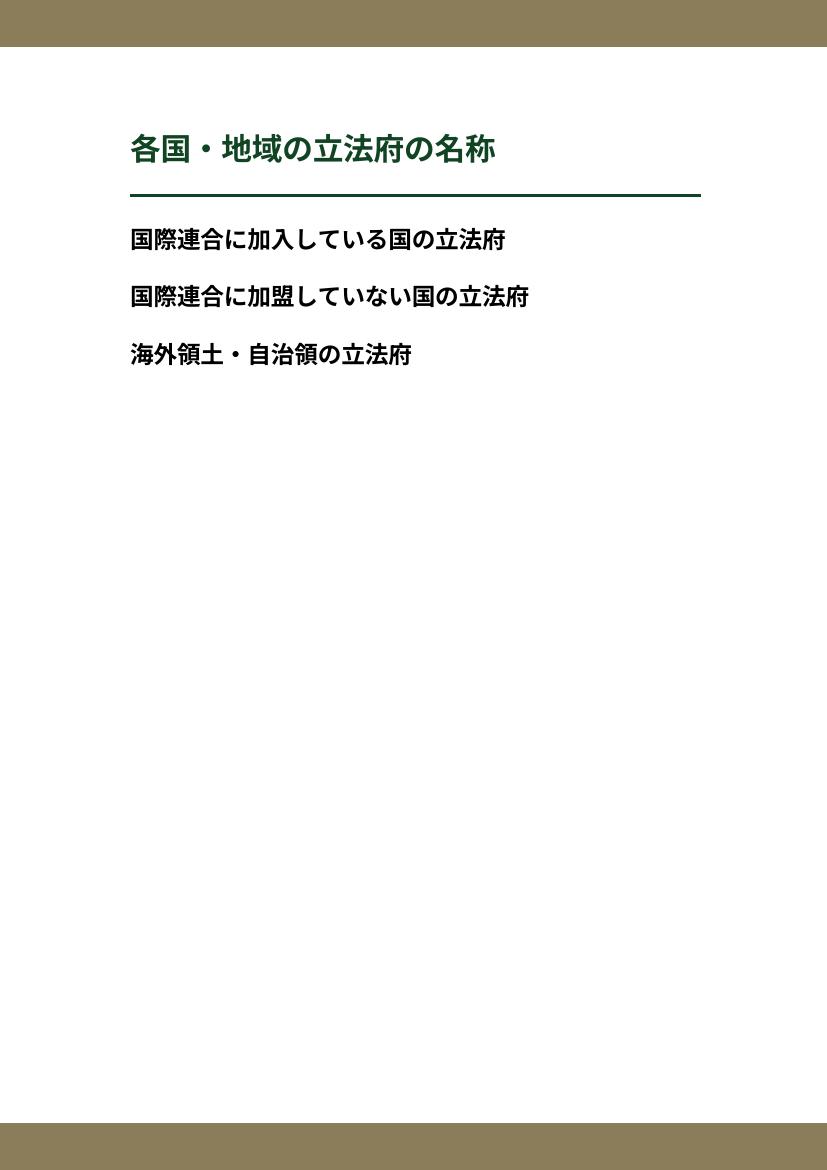 各国・地域の立法府の名称
国際連合に加入している国の立法府
国際連合に加盟していない国の立法府
海外領土・自治領の立法府